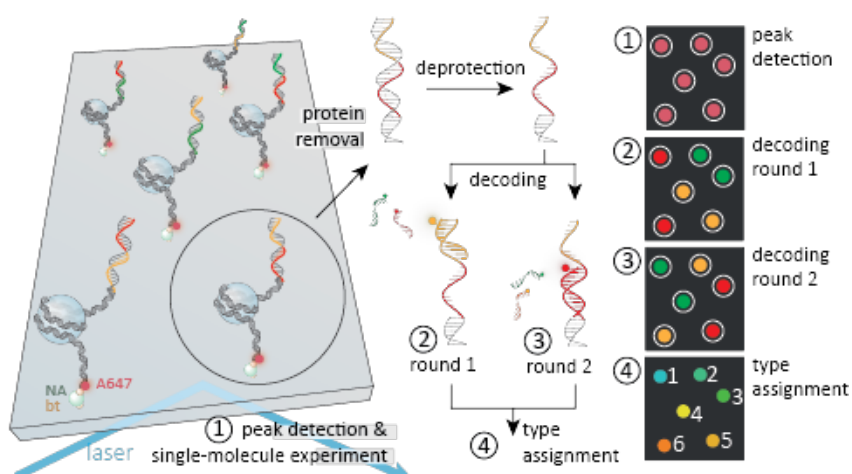 protein
removal
deprotection
decoding
NA
bt
A647
laser
① peak detection &
single-molecule experiment
②
round 1
③
round 2
④ type
assignment
① peak
detection
② decoding
round 1
③ decoding
round 2
④ type
assignment
1
2
3
4
5
6